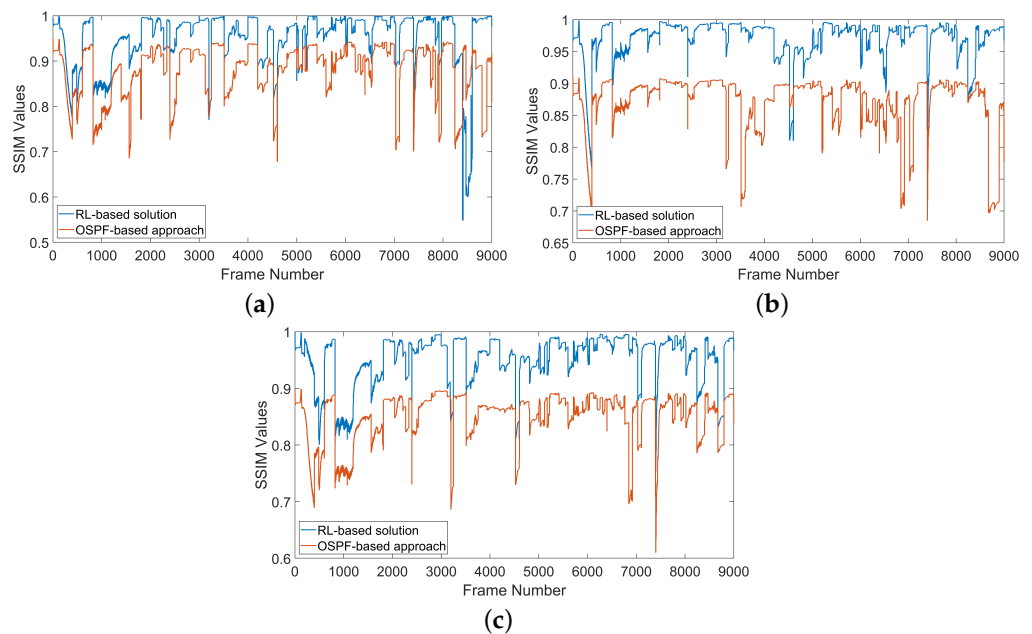 SSIM Values
1
0.9
0.8
0.7
0.6
0.5
RL-based solution
OSPF-based approach
0 1000 2000 3000 4000 5000 6000 7000 8000 9000
Frame Number
(a)
SSIM Values
1
0.95
0.9
0.85
0.8
0.75
0.7
0.65
RL-based solution
OSPF-based approach
0 1000 2000 3000 4000 5000 6000 7000 8000 9000
Frame Number
(b)
SSIM Values
1
0.9
0.8
0.7
0.6
RL-based solution
OSPF-based approach
0 1000 2000 3000 4000 5000 6000 7000 8000 9000
Frame Number
(c)